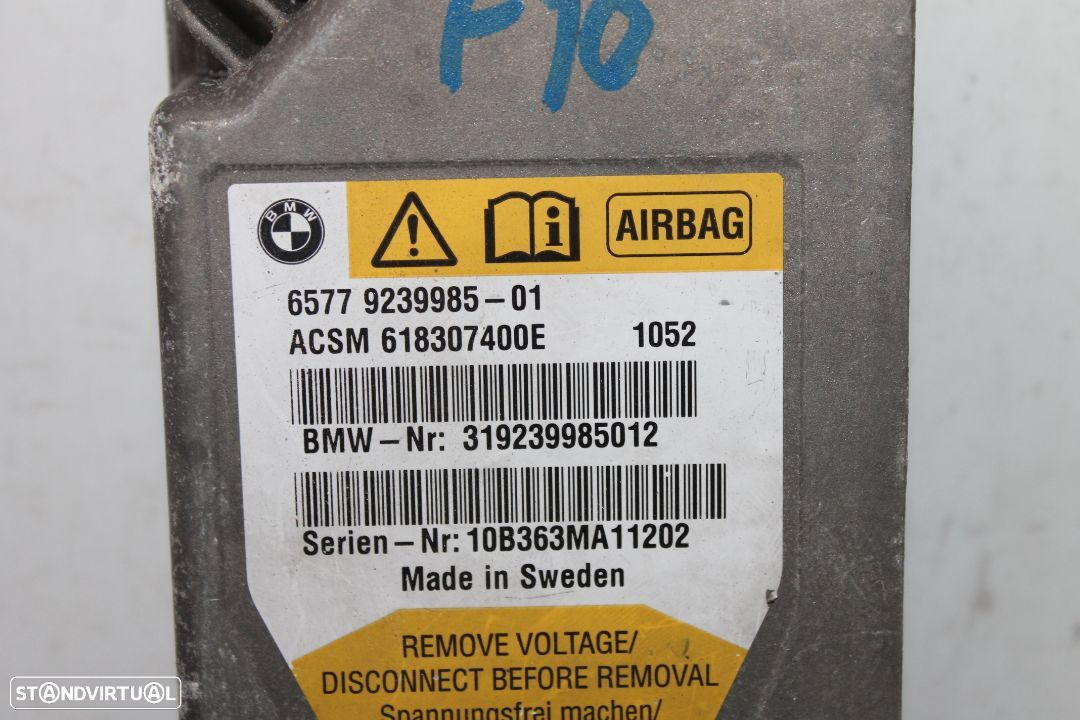 F10
BMW
AIRBAG
6577 9239985-01
ACSM 618307400E 1052
BMW-Nr: 319239985012
Serien-Nr: 10B363MA11202
Made in Sweden
REMOVE VOLTAGE/
DISCONNECT BEFORE REMOVAL
Spannungsfrei machen/
STANDVIRTUAL